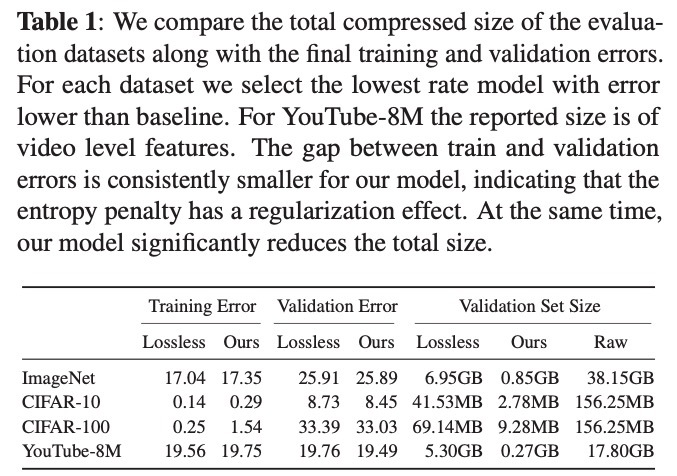 Table 1: We compare the total compressed size of the evalua-
tion datasets along with the final training and validation errors.
For each dataset we select the lowest rate model with error
lower than baseline. For YouTube-8M the reported size is of
video level features. The gap between train and validation
errors is consistently smaller for our model, indicating that the
entropy penalty has a regularization effect. At the same time,
our model significantly reduces the total size.
Training Error Validation Error Validation Set Size
Lossless Ours Lossless Ours Lossless Ours Raw
ImageNet 17.04 17.35 25.91 25.89 6.95GB 0.85GB 38.15GB
CIFAR-10 0.14 0.29 8.73 8.45 41.53MB 2.78MB 156.25MB
CIFAR-100 0.25 1.54 33.39 33.03 69.14MB 9.28MB 156.25MB
YouTube-8M 19.56 19.75 19.76 19.49 5.30GB 0.27GB 17.80GB